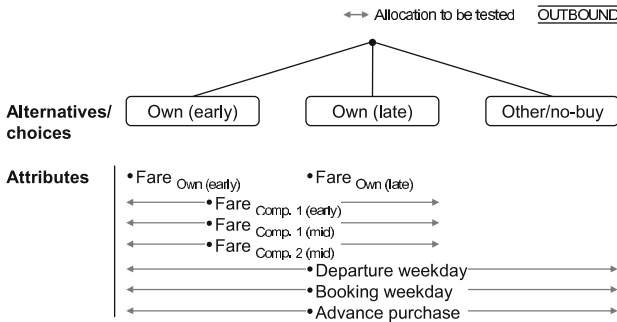 Allocation to be tested OUTBOUND
Alternatives/
choices
Own (early) Own (late) Other/no-buy
Attributes
•Fare Own (early) •Fare Own (late)
•Fare Comp. 1 (early)
•Fare Comp. 1 (mid)
•Fare Comp. 2 (mid)
•Departure weekday
•Booking weekday
•Advance purchase